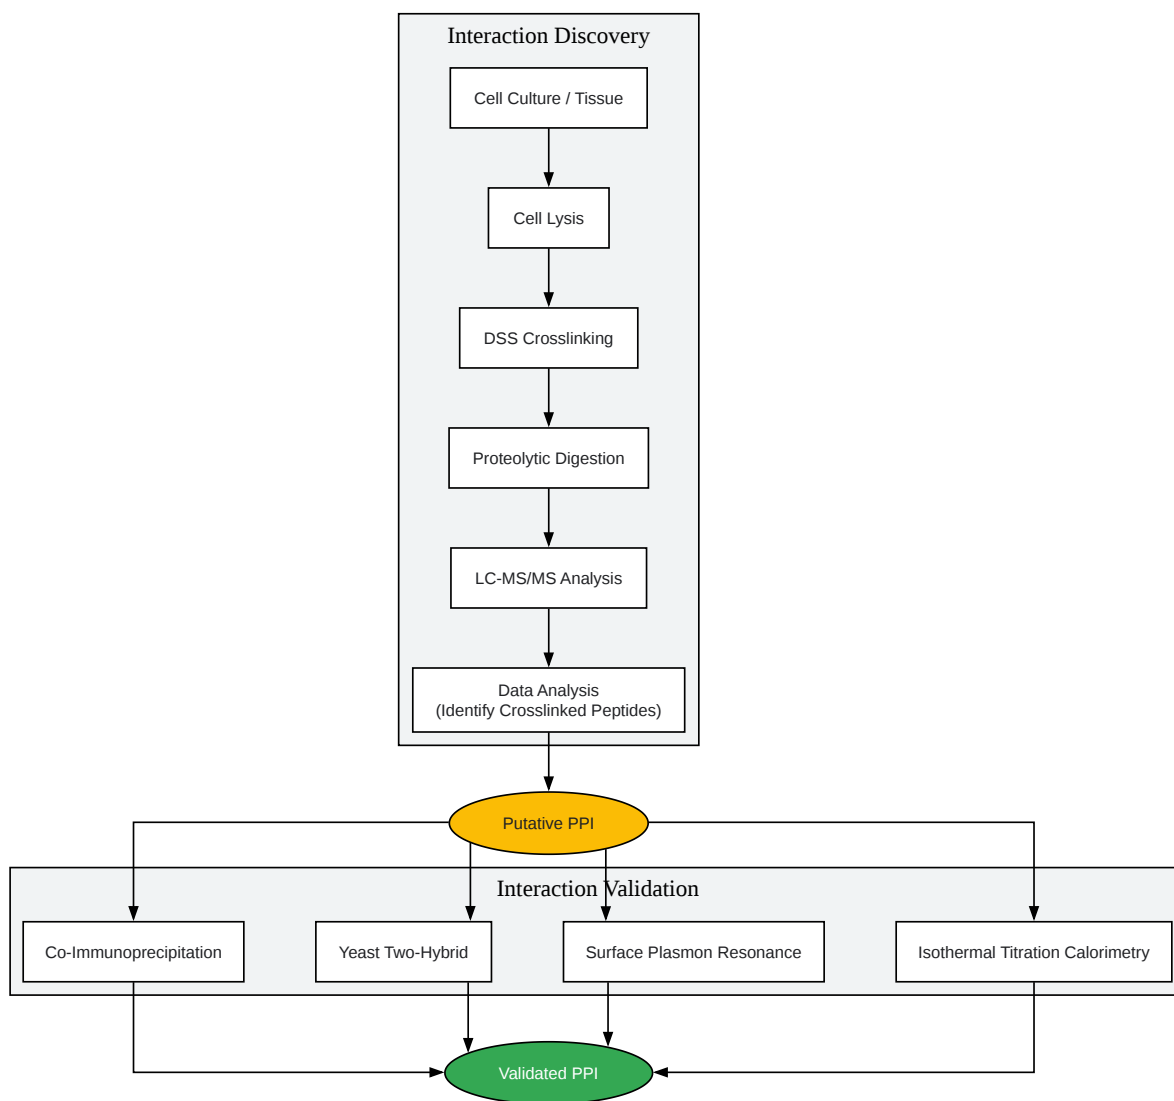 Interaction Discovery
Cell Culture / Tissue
Cell Lysis
DSS Crosslinking
Proteolytic Digestion
LC-MS/MS Analysis
Data Analysis
(Identify Crosslinked Peptides)
Putative PPI
Interaction Validation
Co-Immunoprecipitation
Yeast Two-Hybrid
Surface Plasmon Resonance
Isothermal Titration Calorimetry
Validated PPI